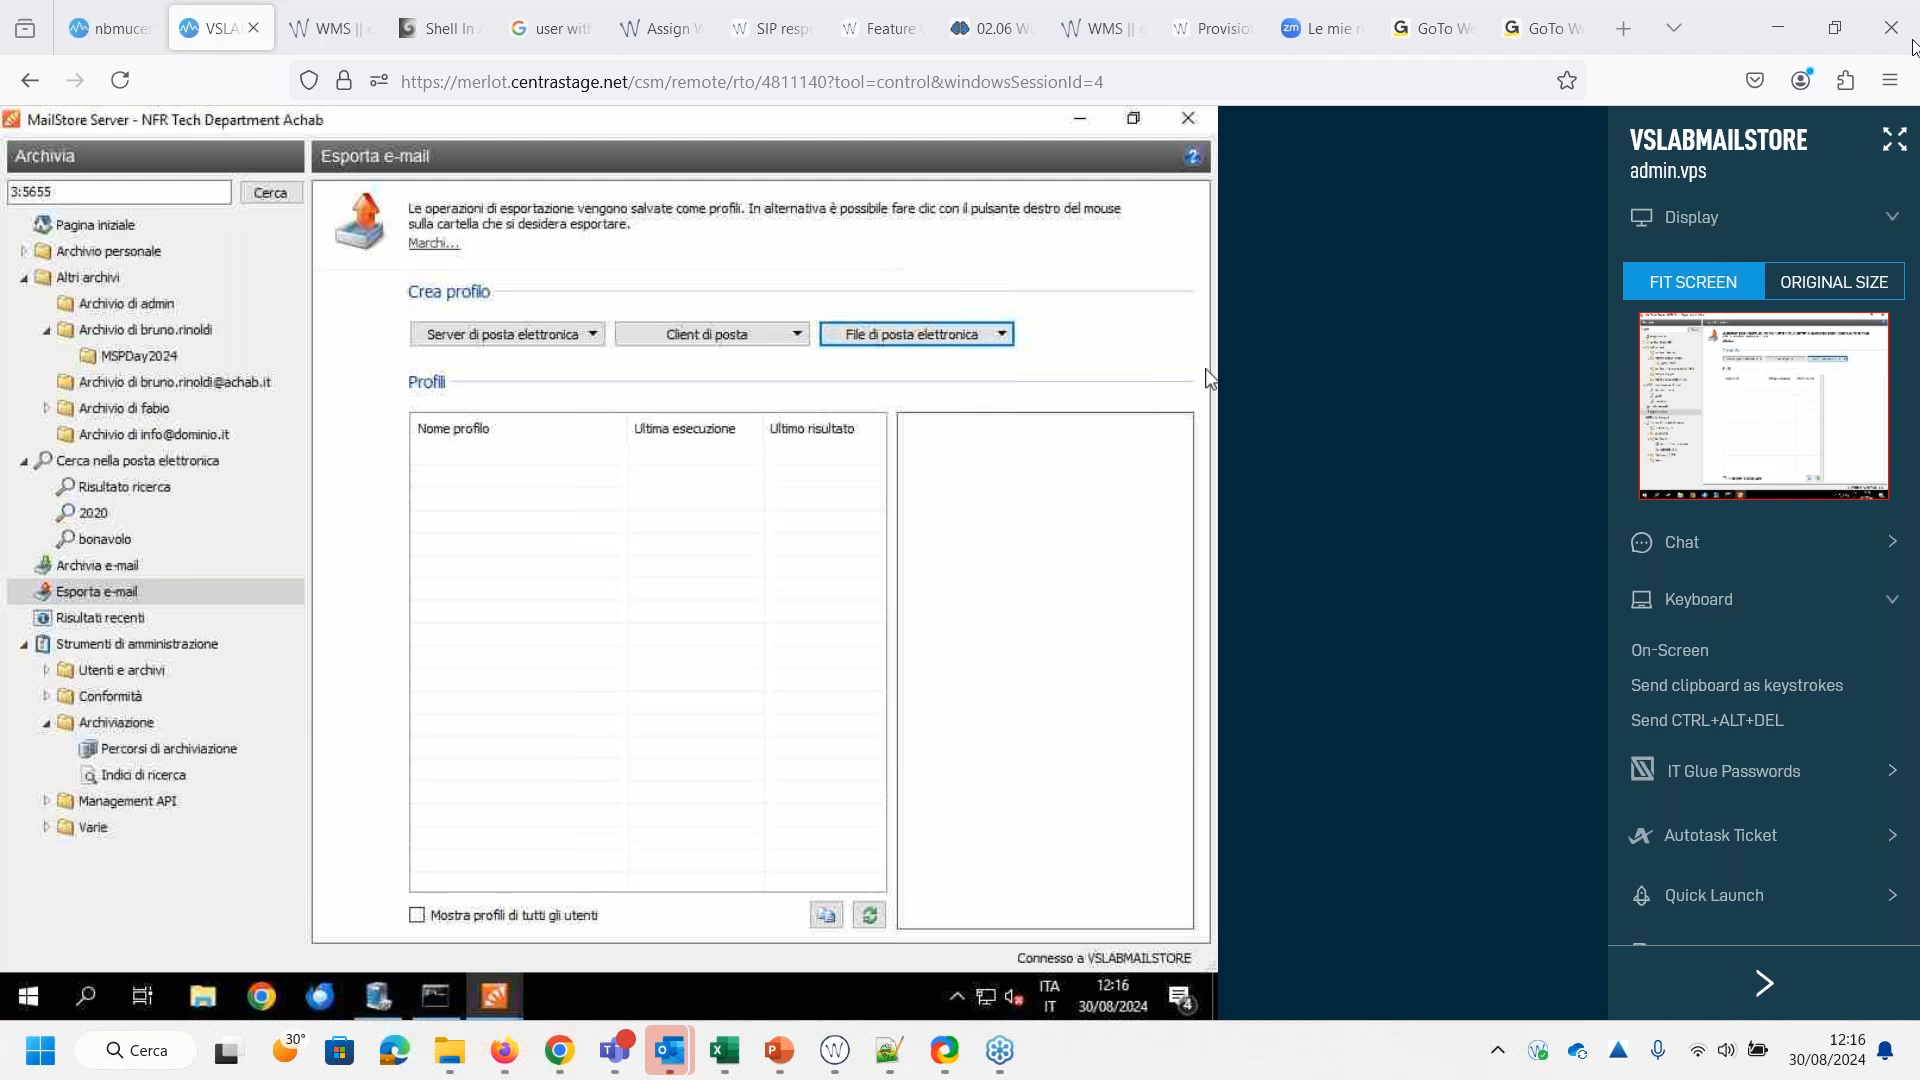 nbmuce
VSLA
WMS || e
Shell In
user with
Assign
SIP resp
Feature
02.06 W
WMS ||
Provision
Le mie r
GoTo We
GoTo W
https://merlot.centrastage.net/csm/remote/rto/4811140?tool=control&windowsSessionId=4
MailStore Server - NFR Tech Department Achab
Archivia
Esporta e-mail
3:5655
Cerca
Pagina iniziale
Archivio personale
Altri archivi
Archivio di admin
Archivio di bruno.rinoldi
MSPDay2024
Archivio di bruno.rinoldi@achab.it
Archivio di fabio
Archivio di info@dominio.it
Cerca nella posta elettronica
Risultato ricerca
2020
bonavolo
Archivia e-mail
Esporta e-mail
Risultati recenti
Strumenti di amministrazione
Utenti e archivi
Conformità
Archiviazione
Percorsi di archiviazione
Indici di ricerca
Management API
Varie
Le operazioni di esportazione vengono salvate come profili. In alternativa è possibile fare clic con il pulsante destro del mouse
sulla cartella che si desidera esportare.
Marchi...
Crea profilo
Server di posta elettronica
Client di posta
File di posta elettronica
Profili
Nome profilo
Ultima esecuzione
Ultimo risultato
Mostra profili di tutti gli utenti
Connesso a VSLABMAILSTORE
ITA
IT
12:16
30/08/2024
4
VSLABMAILSTORE
admin.vps
Display
FIT SCREEN
ORIGINAL SIZE
Chat
Keyboard
On-Screen
Send clipboard as keystrokes
Send CTRL+ALT+DEL
IT Glue Passwords
Autotask Ticket
Quick Launch
Cerca
30°
12:16
30/08/2024